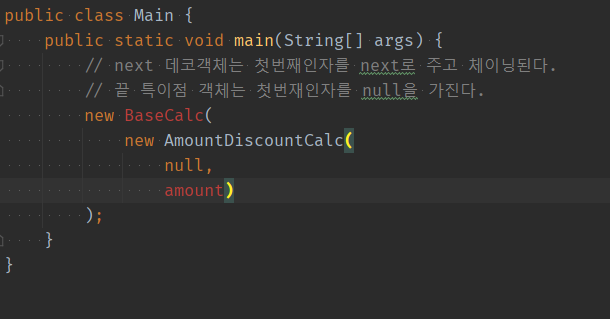 public class Main {
public static void main(String[] args) {
// next 데코객체는 첫번째인자를 next로 주고 체이닝된다.
// 끝 특이점 객체는 첫번재인자를 null을 가진다.
new BaseCalc(
new AmountDiscountCalc(
null,
amount)
);
}
}